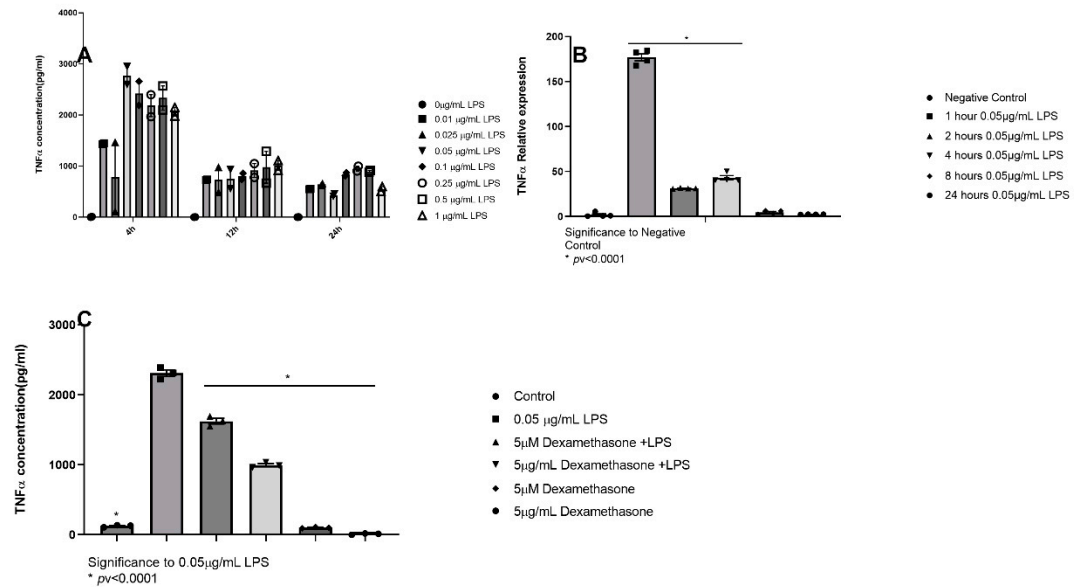 A
TNFα concentration(pg/ml)
4000
3000
2000
1000
0
4h
12h
24h
0µg/mL LPS
0.01 µg/mL LPS
0.025 µg/mL LPS
0.05 µg/mL LPS
0.1 µg/mL LPS
0.25 µg/mL LPS
0.5 µg/mL LPS
1 µg/mL LPS
B
TNFα Relative expression
200
150
100
50
0
*
Significance to Negative
Control
* pv<0.0001
Negative Control
1 hour 0.05µg/mL LPS
2 hours 0.05µg/mL LPS
4 hours 0.05µg/mL LPS
8 hours 0.05µg/mL LPS
24 hours 0.05µg/mL LPS
C
TNFα concentration(pg/ml)
3000
2000
1000
0
*
*
Significance to 0.05µg/mL LPS
* pv<0.0001
Control
0.05 µg/mL LPS
5µM Dexamethasone +LPS
5µg/mL Dexamethasone +LPS
5µM Dexamethasone
5µg/mL Dexamethasone